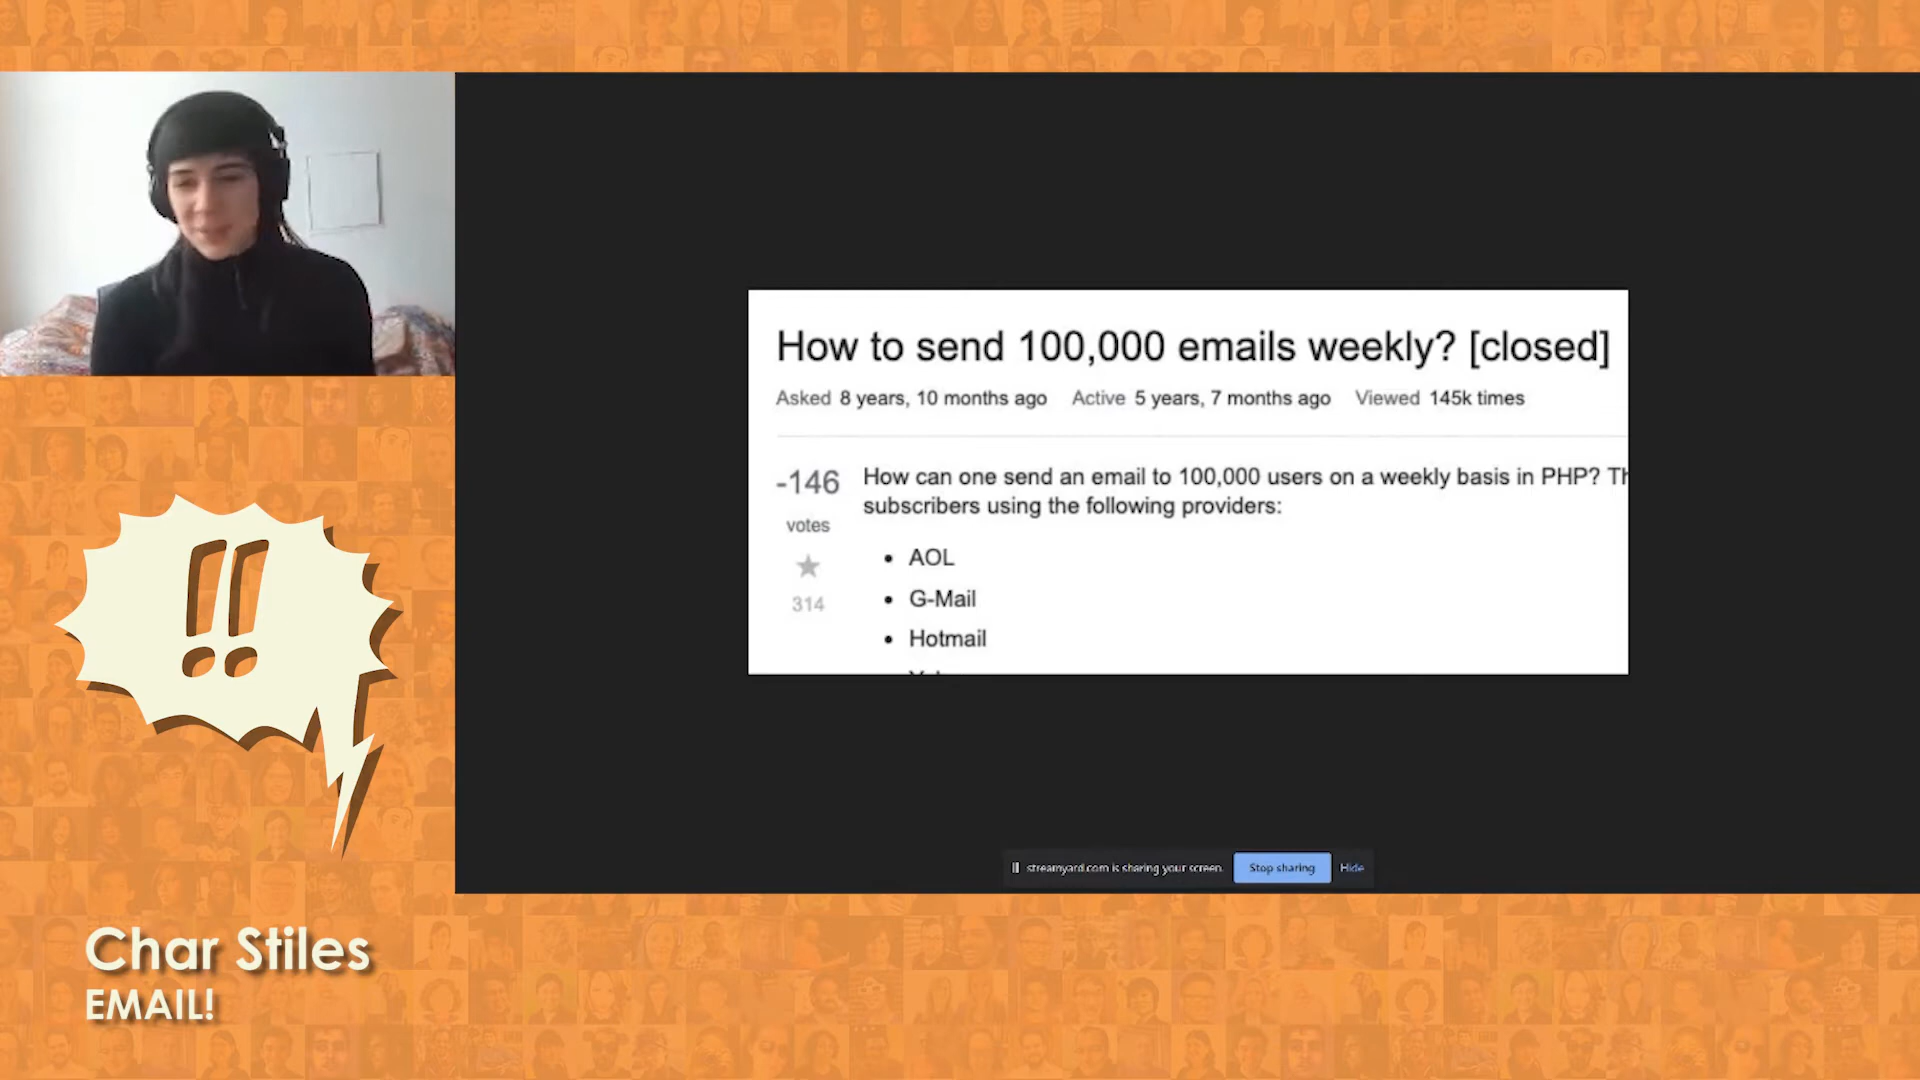 How to send 100,000 emails weekly? [closed]
Asked 8 years, 10 months ago Active 5 years, 7 months ago Viewed 145k times
-146
votes
314
How can one send an email to 100,000 users on a weekly basis in PHP?
subscribers using the following providers:
• AOL
• G-Mail
• Hotmail
streamyard.com is sharing your screen. Stop sharing Hide
!!
Char Stiles
EMAIL!